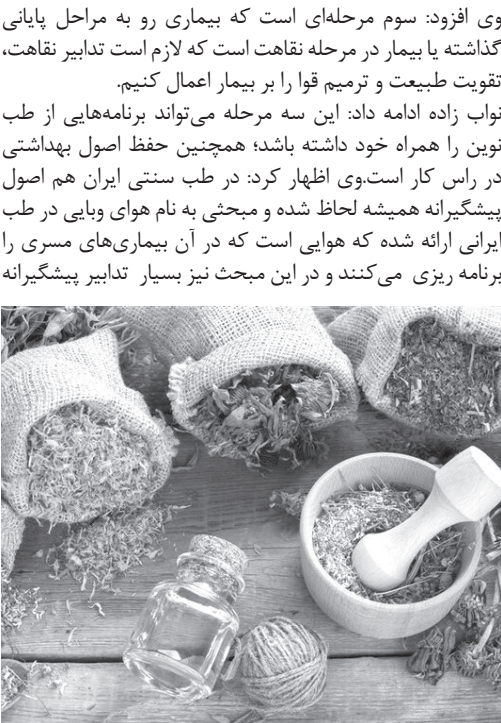 وی افزود: سوم مرحله‌ای است که بیماری رو به مراحل پایانی
گذاشته یا بیمار در مرحله نقاهت است که لازم است تدابیر نقاهت،
تقویت طبیعت و ترمیم قوا را بر بیمار اعمال کنیم.
نواب زاده ادامه داد: این سه مرحله می‌تواند برنامه‌هایی از طب
نوین را همراه خود داشته باشد؛ همچنین حفظ اصول بهداشتی
در راس کار است.وی اظهار کرد: در طب سنتی ایران هم اصول
پیشگیرانه همیشه لحاظ شده و مبحثی به نام هوای وبایی در طب
ایرانی ارائه شده که هوایی است که در آن بیماری‌های مسری را
برنامه ریزی می‌کنند و در این مبحث نیز بسیار تدابیر پیشگیرانه